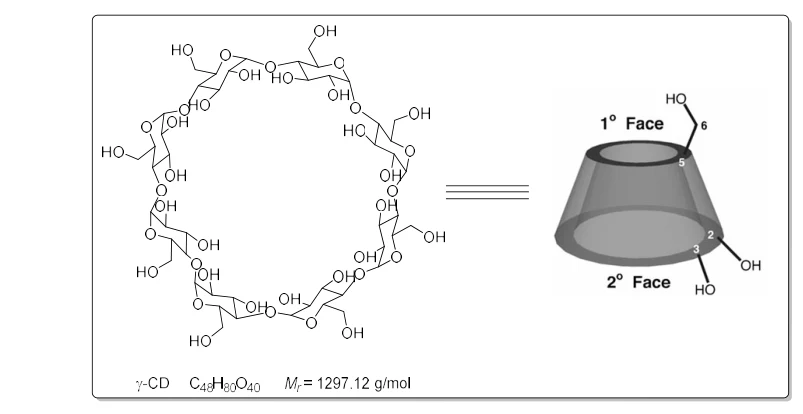 OH
HO
O
O
O
OH HO
OH
HO
O O
OH
OH
O
HO
HO O
OH OH
O O
OH OH
O OH
OH
OH O
O
HO OH O OH
OH
O OH
O
O
OH
HO
HO
6
1° Face
5
2
3
OH
2° Face
HO
γ-CD C48H80O40 Mr = 1297.12 g/mol